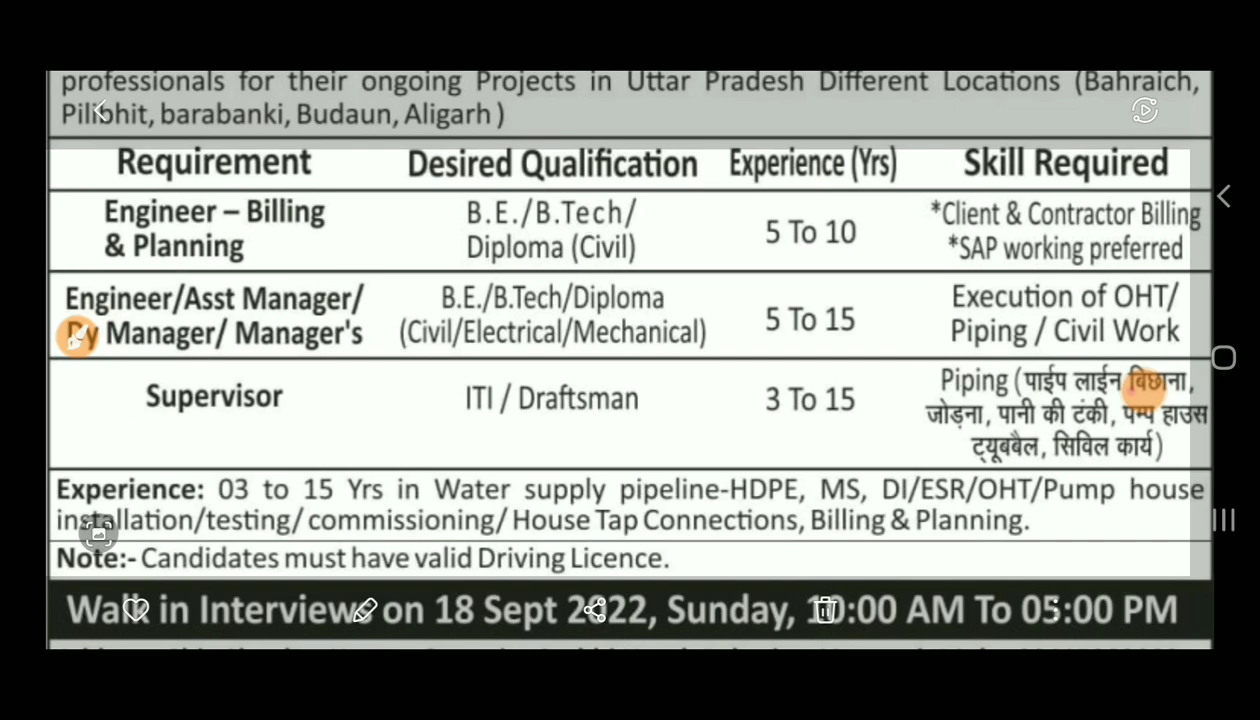 professionals for their ongoing Projects in Uttar Pradesh Different Locations (Bahraich,
Pilibhit, barabanki, Budaun, Aligarh )
Requirement Desired Qualification Experience (Yrs) Skill Required
Engineer – Billing
& Planning
B.E./B.Tech/
Diploma (Civil)
5 To 10
*Client & Contractor Billing
*SAP working preferred
Engineer/Asst Manager/
Dy Manager/ Manager's
B.E./B.Tech/Diploma
(Civil/Electrical/Mechanical)
5 To 15
Execution of OHT/
Piping / Civil Work
Supervisor
ITI / Draftsman
3 To 15
Piping (पाईप लाईन बिछाना,
जोड़ना, पानी की टंकी, पम्प हाउस
ट्यूबबैल, सिविल कार्य)
Experience: 03 to 15 Yrs in Water supply pipeline-HDPE, MS, DI/ESR/OHT/Pump house
installation/testing/ commissioning/ House Tap Connections, Billing & Planning.
Note:- Candidates must have valid Driving Licence.
Walk in Interviews on 18 Sept 2022, Sunday, 10:00 AM To 05:00 PM